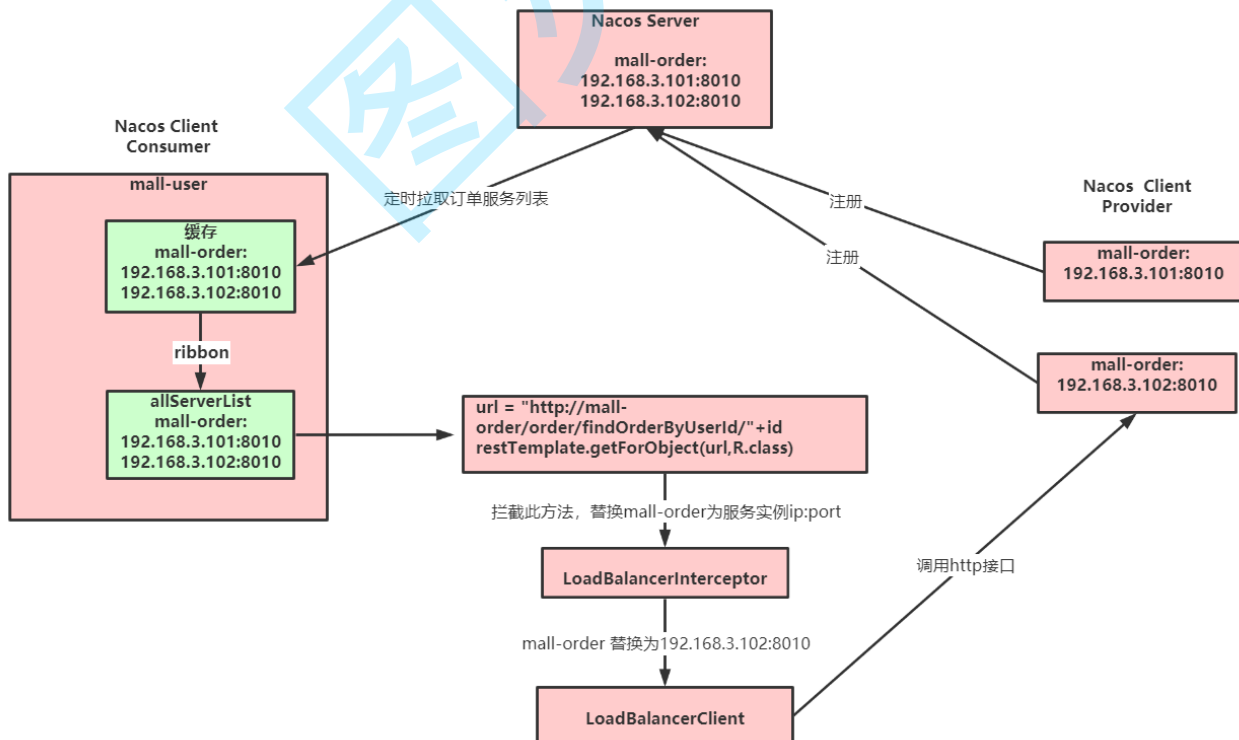 Nacos Server
mall-order:
192.168.3.101:8010
192.168.3.102:8010
Nacos Client
Consumer
mall-user
定时拉取订单服务列表
缓存
mall-order:
192.168.3.101:8010
192.168.3.102:8010
ribbon
allServerList
mall-order:
192.168.3.101:8010
192.168.3.102:8010
注册
注册
Nacos Client
Provider
mall-order:
192.168.3.101:8010
mall-order:
192.168.3.102:8010
url = "http://mall-
order/order/findOrderByUserId/"+id
restTemplate.getForObject(url,R.class)
拦截此方法，替换mall-order为服务实例ip:port
LoadBalancerInterceptor
mall-order 替换为192.168.3.102:8010
LoadBalancerClient
调用http接口
图